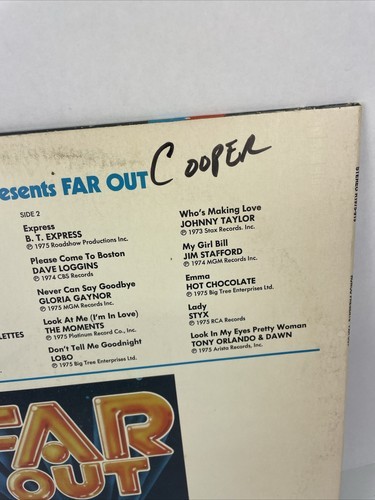 esents FAR OUT
COOPER
SIDE 2
Express
B. T. EXPRESS
℗ 1975 Roadshow Productions Inc.
Please Come To Boston
DAVE LOGGINS
℗ 1974 CBS Records
Never Can Say Goodbye
GLORIA GAYNOR
℗ 1975 MGM Records Inc.
Look At Me (I'm In Love)
THE MOMENTS
℗ 1975 Platinum Record Co., Inc.
Don't Tell Me Goodnight
LOBO
℗ 1975 Big Tree Enterprises Ltd.
LETTES
Who's Making Love
JOHNNY TAYLOR
℗ 1973 Stax Records. Inc.
My Girl Bill
JIM STAFFORD
℗ 1974 MGM Records Inc.
Emma
HOT CHOCOLATE
℗ 1975 Big Tree Enterprises Ltd.
Lady
STYX
℗ 1975 RCA Records
Look In My Eyes Pretty Woman
TONY ORLANDO & DAWN
℗ 1975 Arista Records, Inc.
FAR
OUT